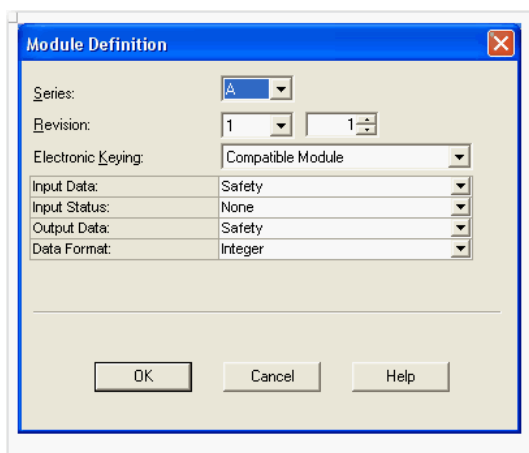 Module Definition
Series: A
Revision: 1 1
Electronic Keying: Compatible Module
Input Data: Safety
Input Status: None
Output Data: Safety
Data Format: Integer
OK Cancel Help